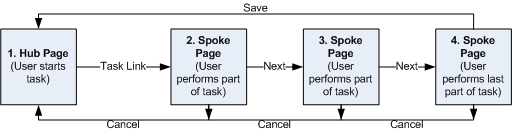 Save
1. Hub Page
(User starts
task)
Task Link
2. Spoke
Page
(User
performs part
of task)
Next
3. Spoke
Page
(User
performs part
of task)
Next
4. Spoke
Page
(User
performs last
part of task)
Cancel
Cancel
Cancel